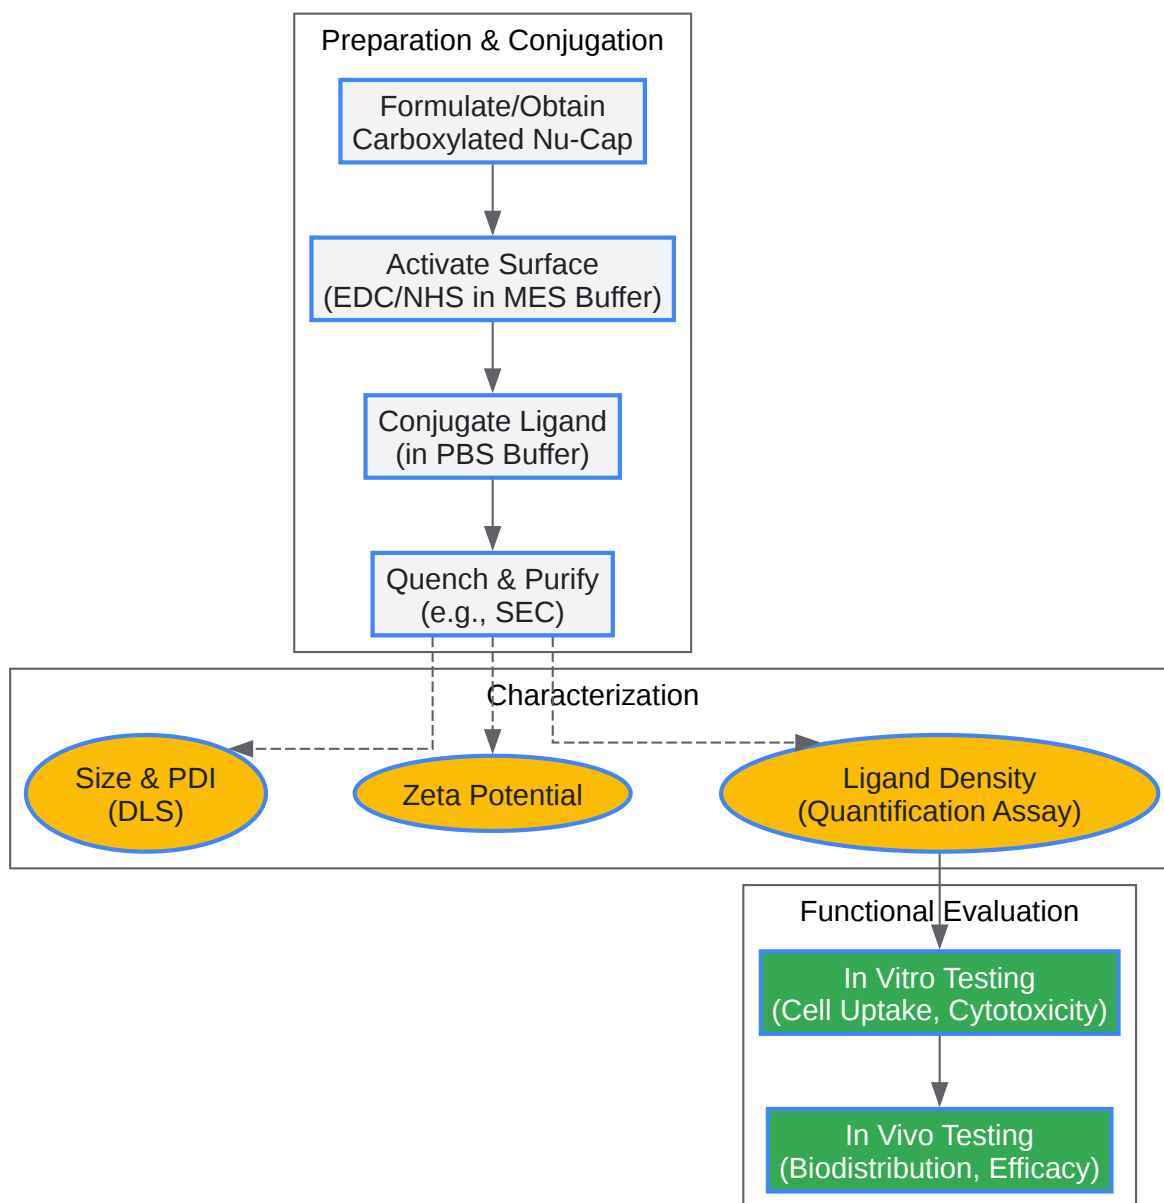 Preparation & Conjugation
Formulate/Obtain
Carboxylated Nu-Cap
Activate Surface
(EDC/NHS in MES Buffer)
Conjugate Ligand
(in PBS Buffer)
Quench & Purify
(e.g., SEC)
Characterization
Size & PDI
(DLS)
Zeta Potential
Ligand Density
(Quantification Assay)
Functional Evaluation
In Vitro Testing
(Cell Uptake, Cytotoxicity)
In Vivo Testing
(Biodistribution, Efficacy)